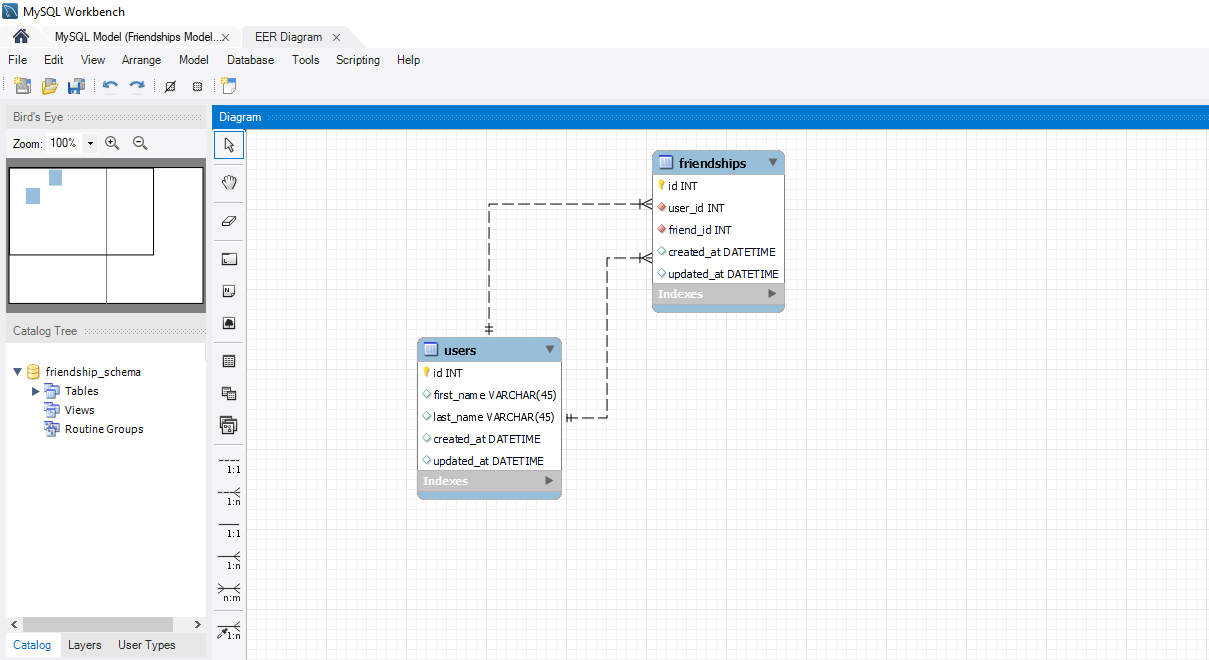 MySQL Workbench
MySQL Model (Friendships Model...
EER Diagram
File Edit View Arrange Model Database Tools Scripting Help
Bird's Eye
Zoom: 100%
Catalog Tree
friendship_schema
Tables
Views
Routine Groups
Catalog Layers User Types
Diagram
1:1
1:n
1:1
1:n
n:m
1:n
friendships
id INT
user_id INT
friend_id INT
created_at DATETIME
updated_at DATETIME
Indexes
users
id INT
first_name VARCHAR(45)
last_name VARCHAR(45)
created_at DATETIME
updated_at DATETIME
Indexes